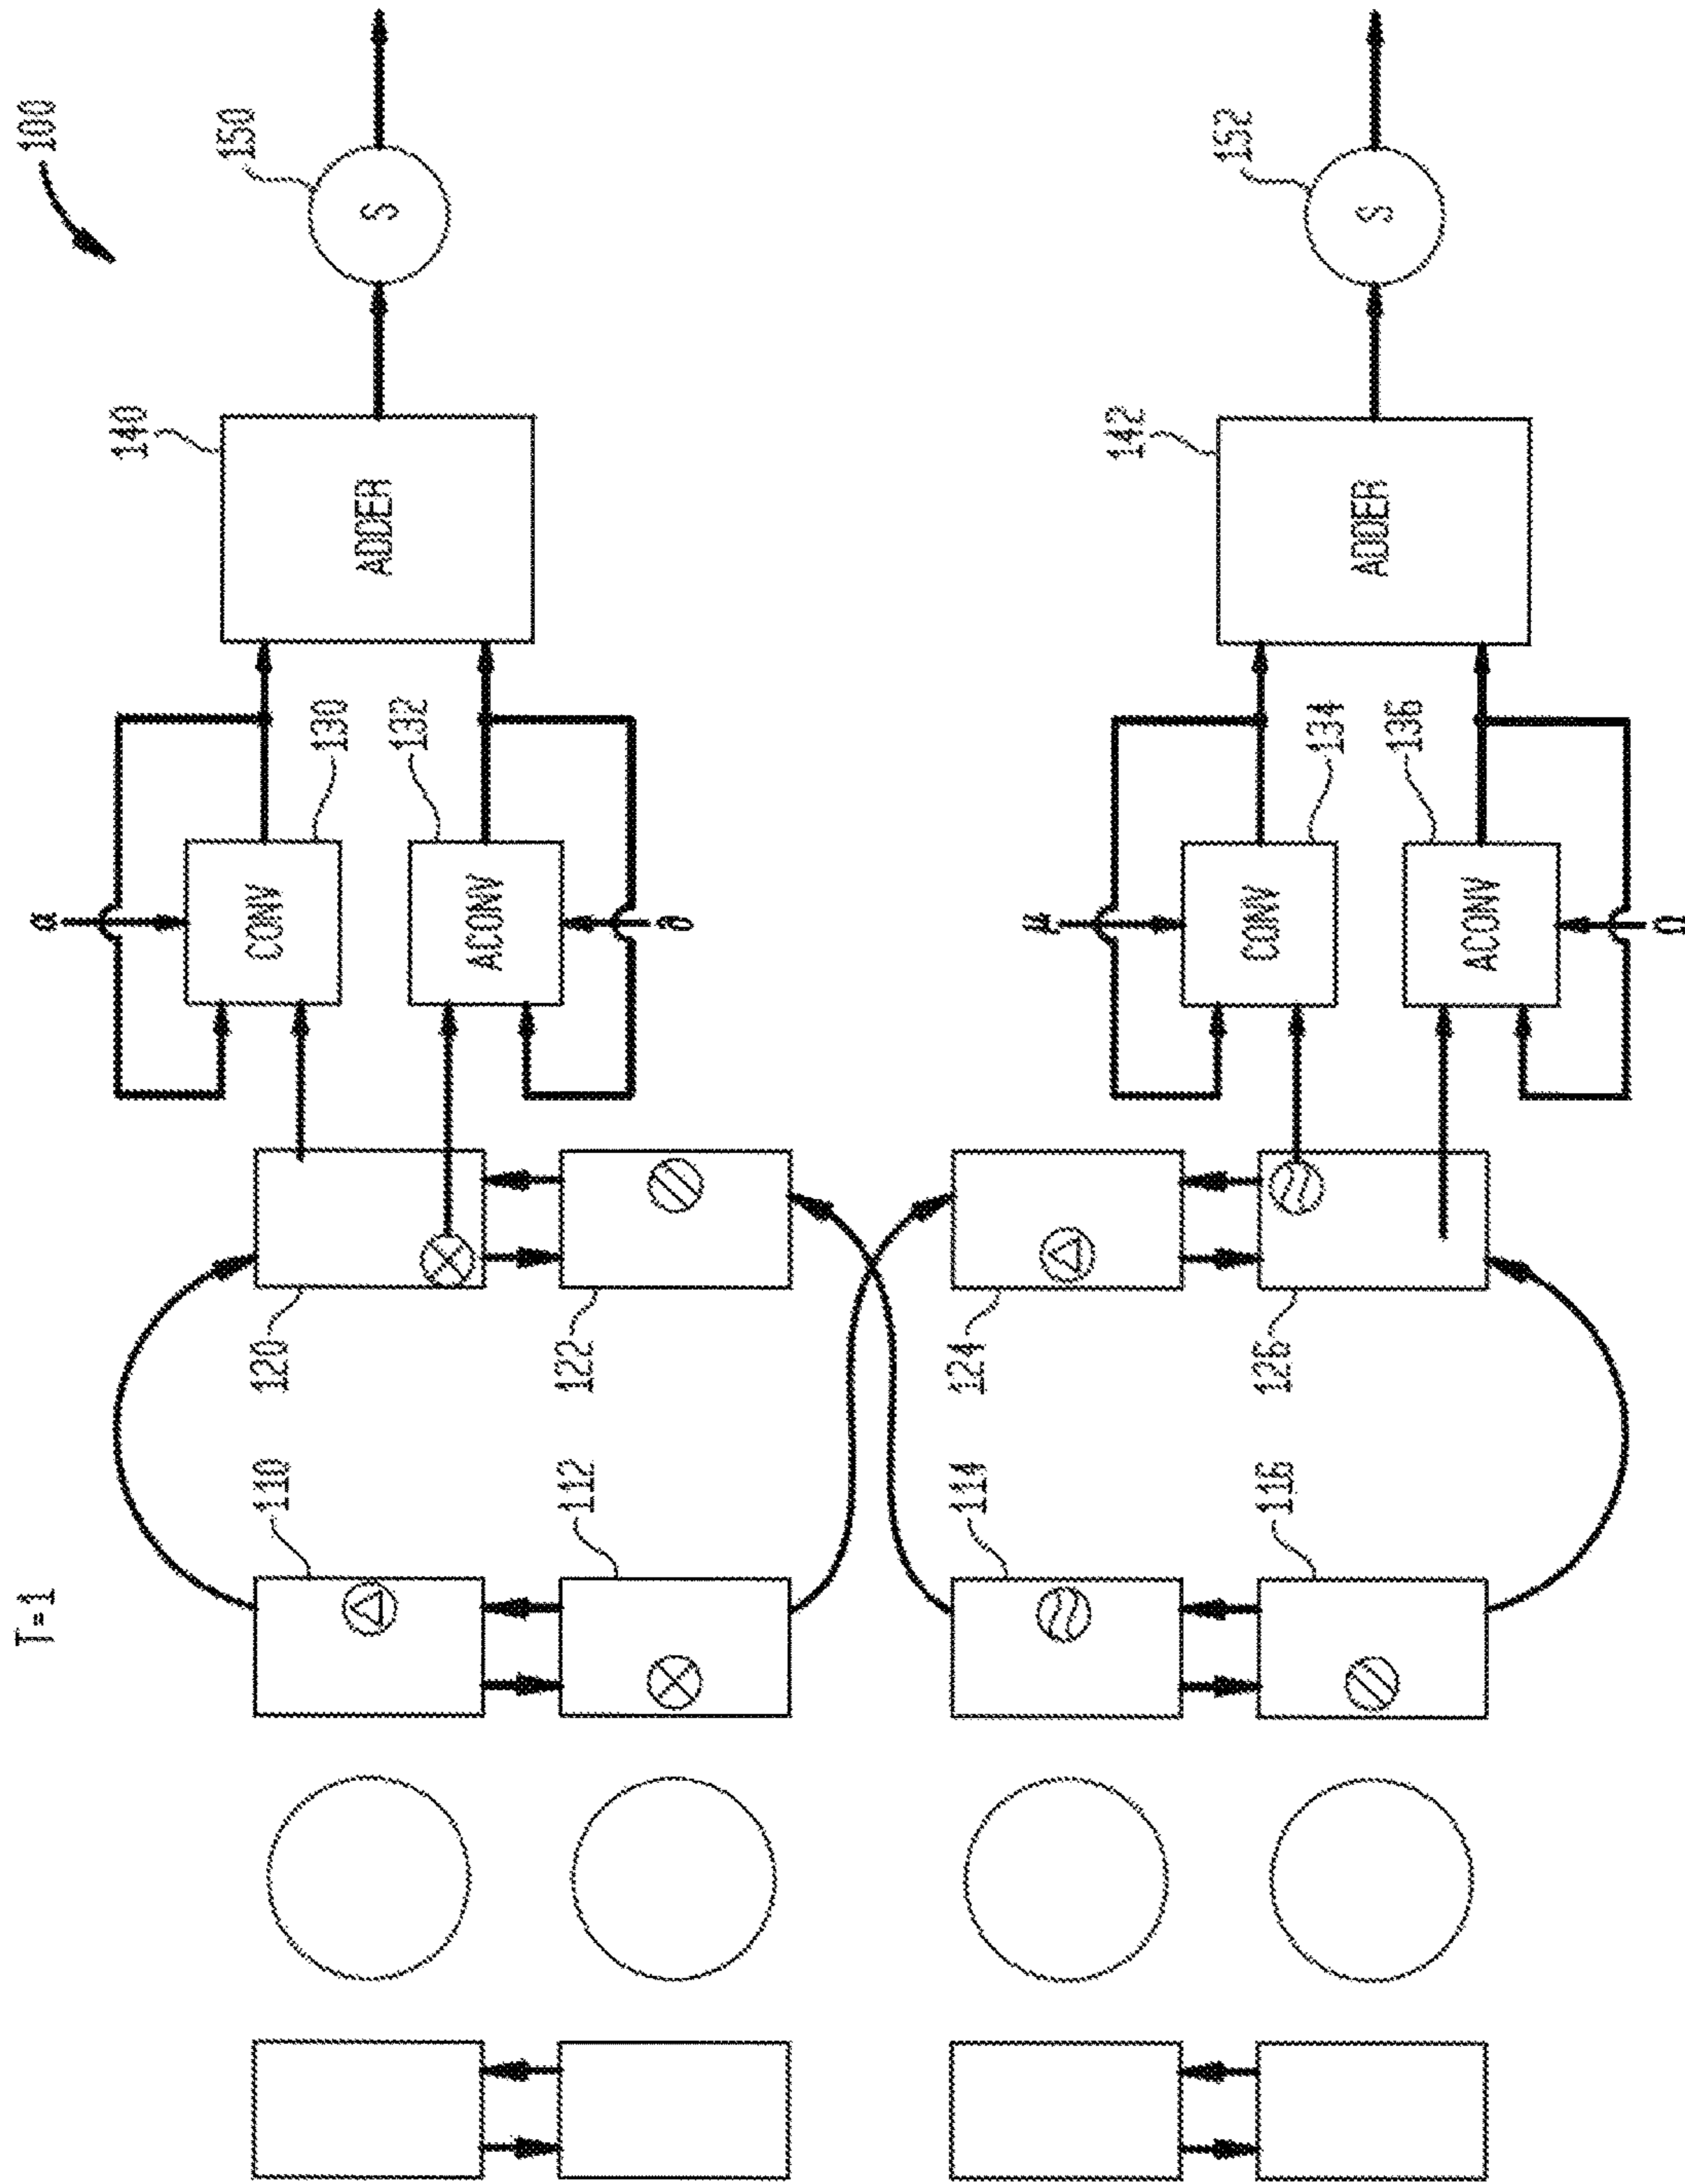 T=1
α
100
140
150
110
120
CONV
130
ADDER
S
132
ACONV
112
122
∂
114
124
μ
142
152
116
126
CONV
134
ADDER
S
136
ACONV
Ω